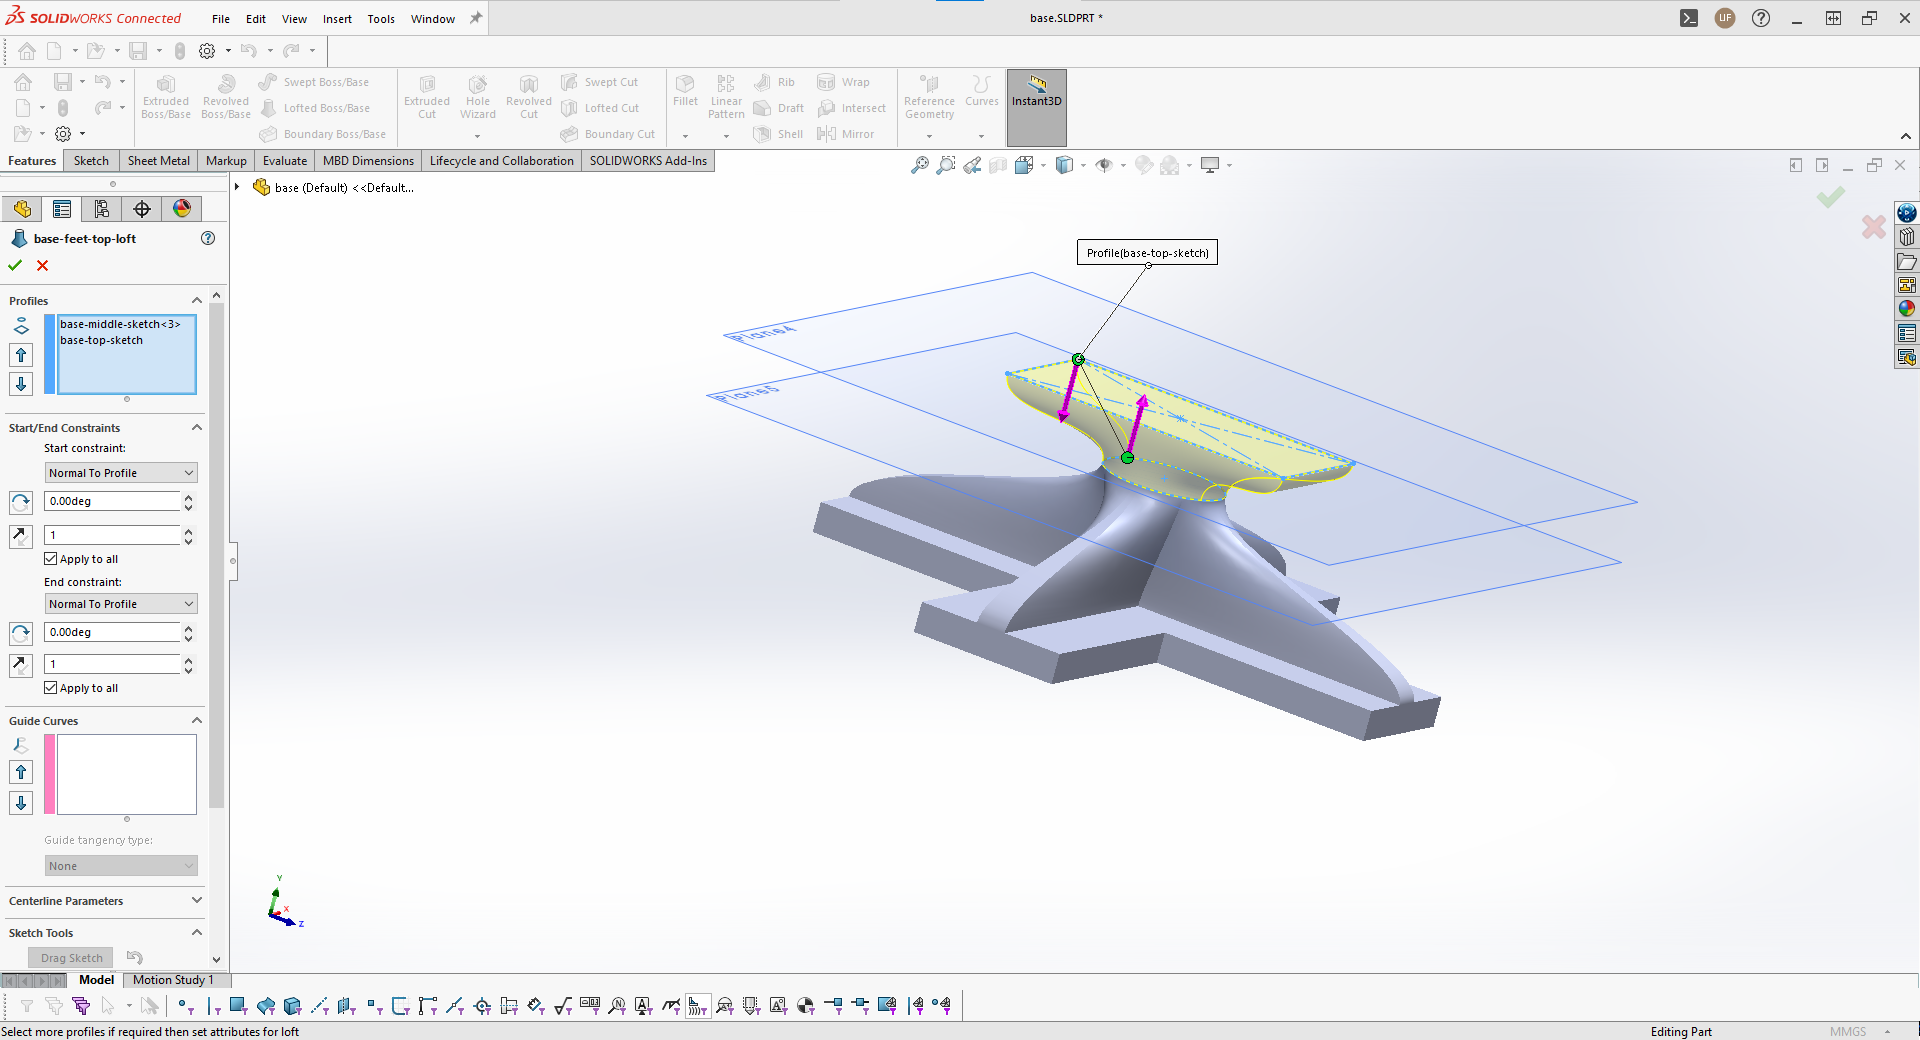 SOLIDWORKS Connected
File Edit View Insert Tools Window
base.SLDPRT *
UF
Extruded Boss/Base
Revolved Boss/Base
Swept Boss/Base
Lofted Boss/Base
Boundary Boss/Base
Extruded Cut
Hole Wizard
Revolved Cut
Swept Cut
Lofted Cut
Boundary Cut
Fillet
Linear Pattern
Rib
Draft
Shell
Wrap
Intersect
Mirror
Reference Geometry
Curves
Instant3D
Features Sketch Sheet Metal Markup Evaluate MBD Dimensions Lifecycle and Collaboration SOLIDWORKS Add-Ins
base (Default) <<Default...
base-feet-top-loft
Profiles
base-middle-sketch<3>
base-top-sketch
Start/End Constraints
Start constraint:
Normal To Profile
0.00deg
1
Apply to all
End constraint:
Normal To Profile
0.00deg
1
Apply to all
Guide Curves
Guide tangency type:
None
Centerline Parameters
Sketch Tools
Drag Sketch
Profile(base-top-sketch)
Plane4
Plane5
Y
X
Z
Model Motion Study 1
Select more profiles if required then set attributes for loft
Editing Part
MMGS